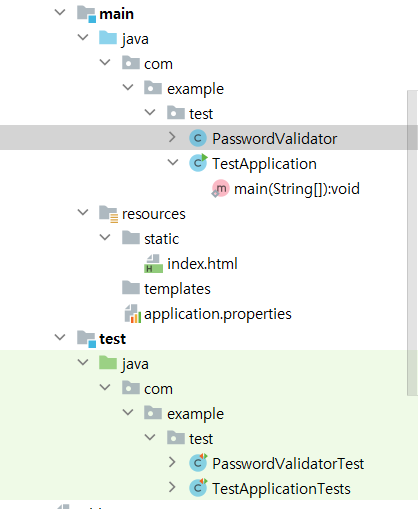 main
java
com
example
test
PasswordValidator
TestApplication
main(String[]):void
resources
static
index.html
templates
application.properties
test
java
com
example
test
PasswordValidatorTest
TestApplicationTests